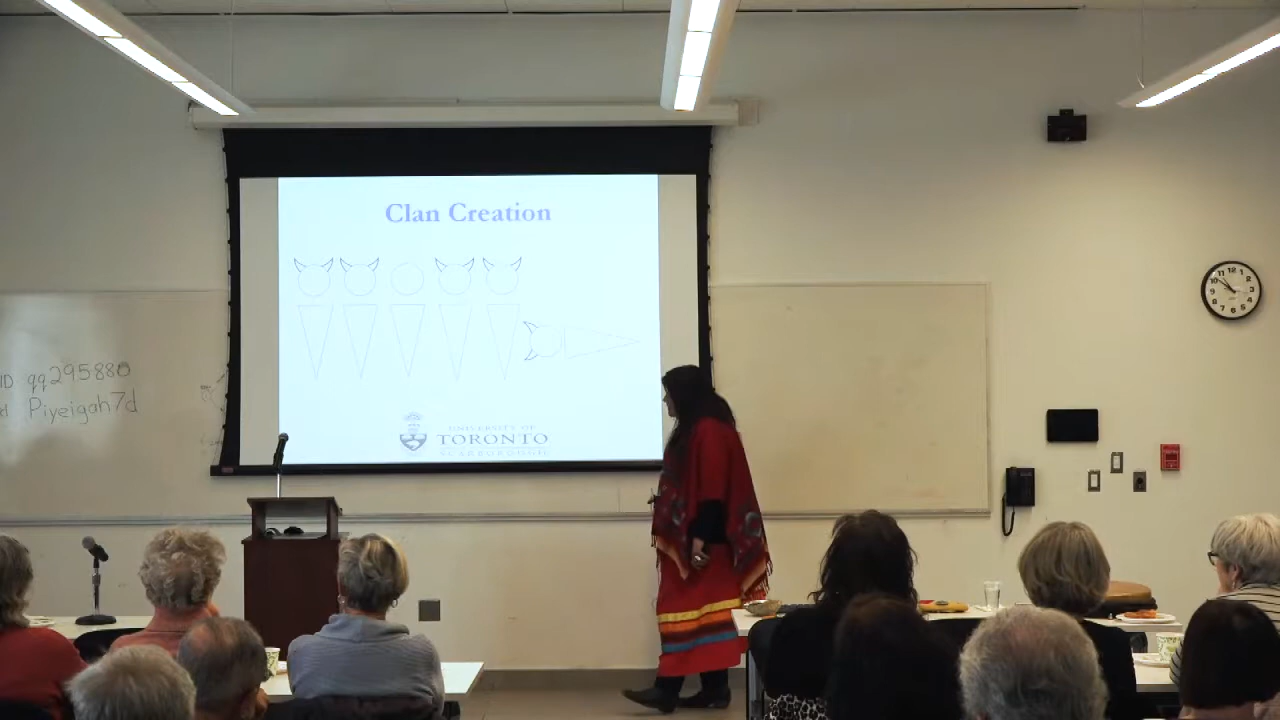 Clan Creation
ID qq295880
Piyeigah7d
UNIVERSITY OF
TORONTO
SCARBOROUGH